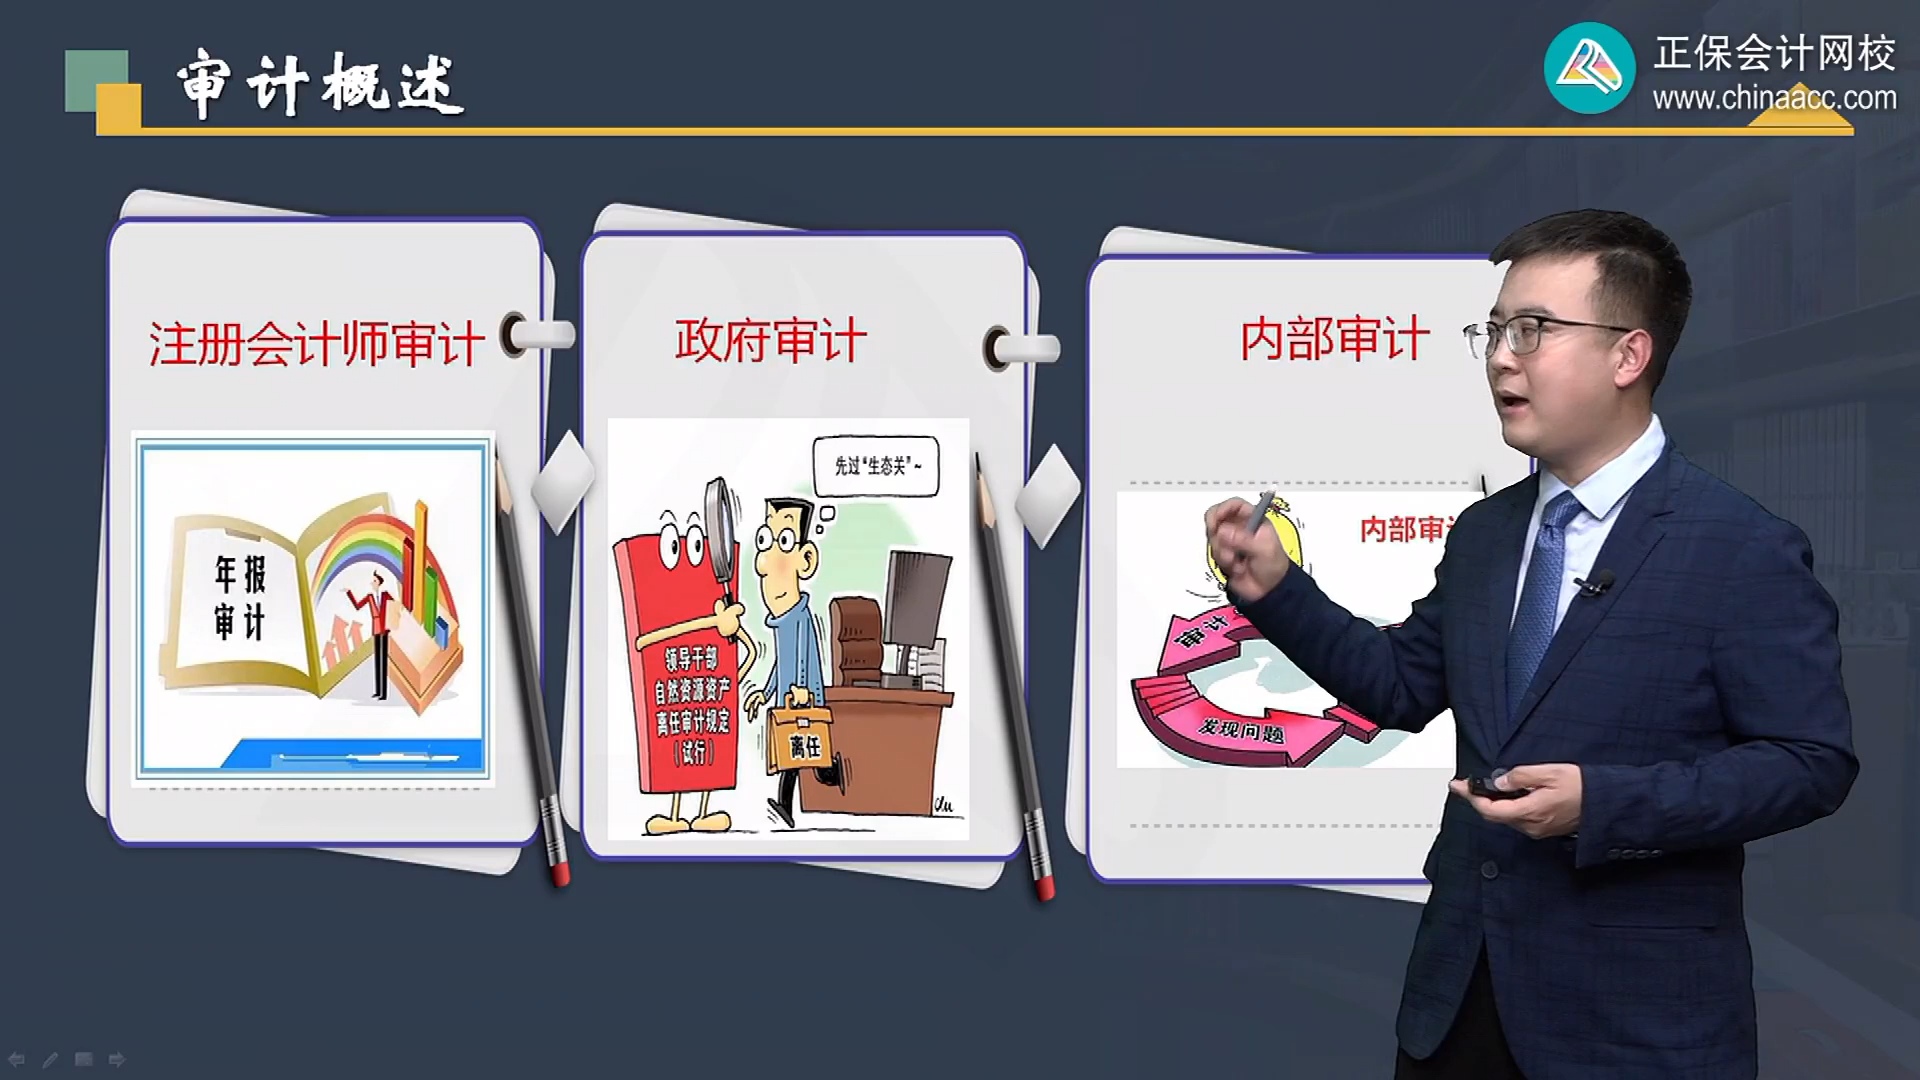 审计概述
正保会计网校
www.chinaacc.com
注册会计师审计
年报
审计
政府审计
先过“生态关”~
领导干部
自然资源资产
离任审计规定
（试行）
离任
内部审计
内部审
审计
发现问题